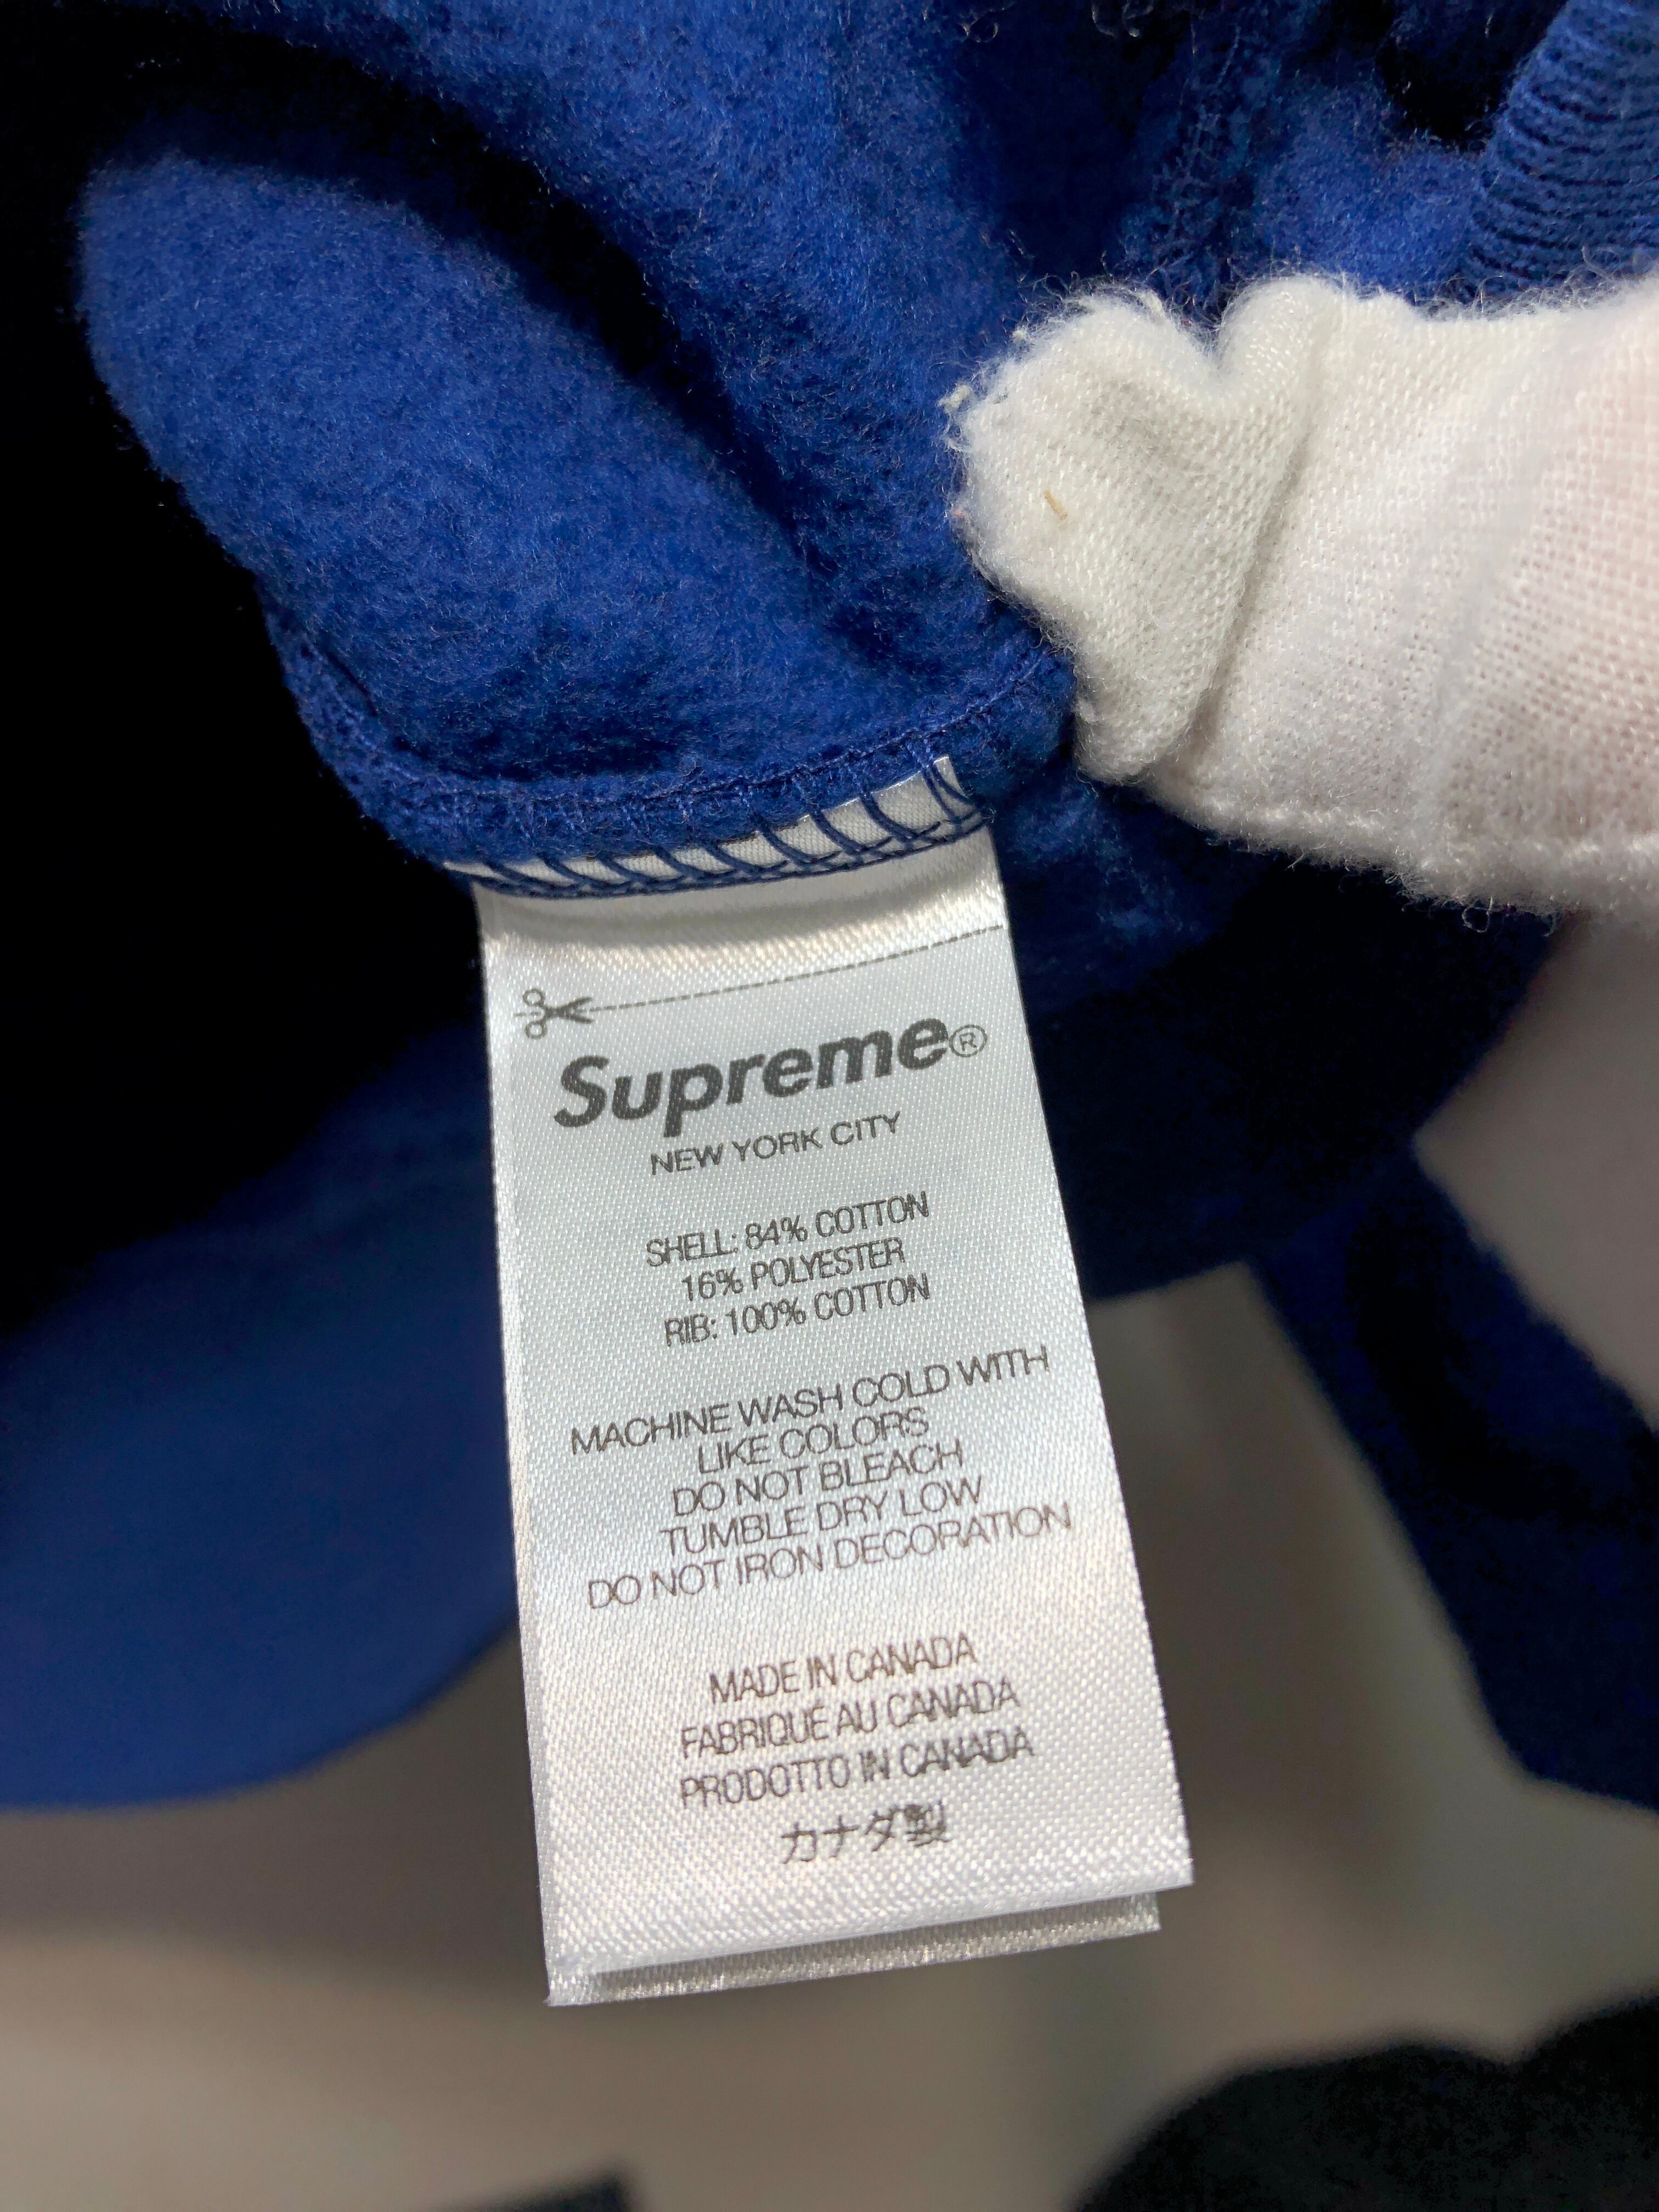 Supreme®
NEW YORK CITY
SHELL: 84% COTTON
16% POLYESTER
RIB: 100% COTTON
MACHINE WASH COLD WITH
LIKE COLORS
DO NOT BLEACH
TUMBLE DRY LOW
DO NOT IRON DECORATION
MADE IN CANADA
FABRIQUE AU CANADA
PRODOTTO IN CANADA
カナダ製